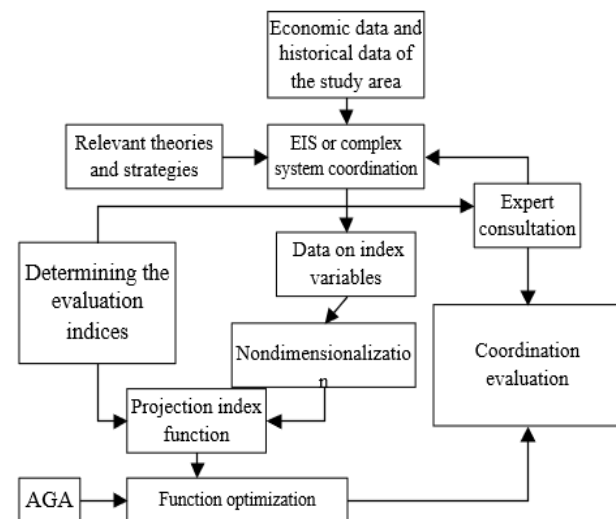 Economic data and
historical data of
the study area
Relevant theories
and strategies
EIS or complex
system coordination
Expert
consultation
Determining the
evaluation
indices
Data on index
variables
Nondimensionalizatio
n
Coordination
evaluation
Projection index
function
AGA
Function optimization